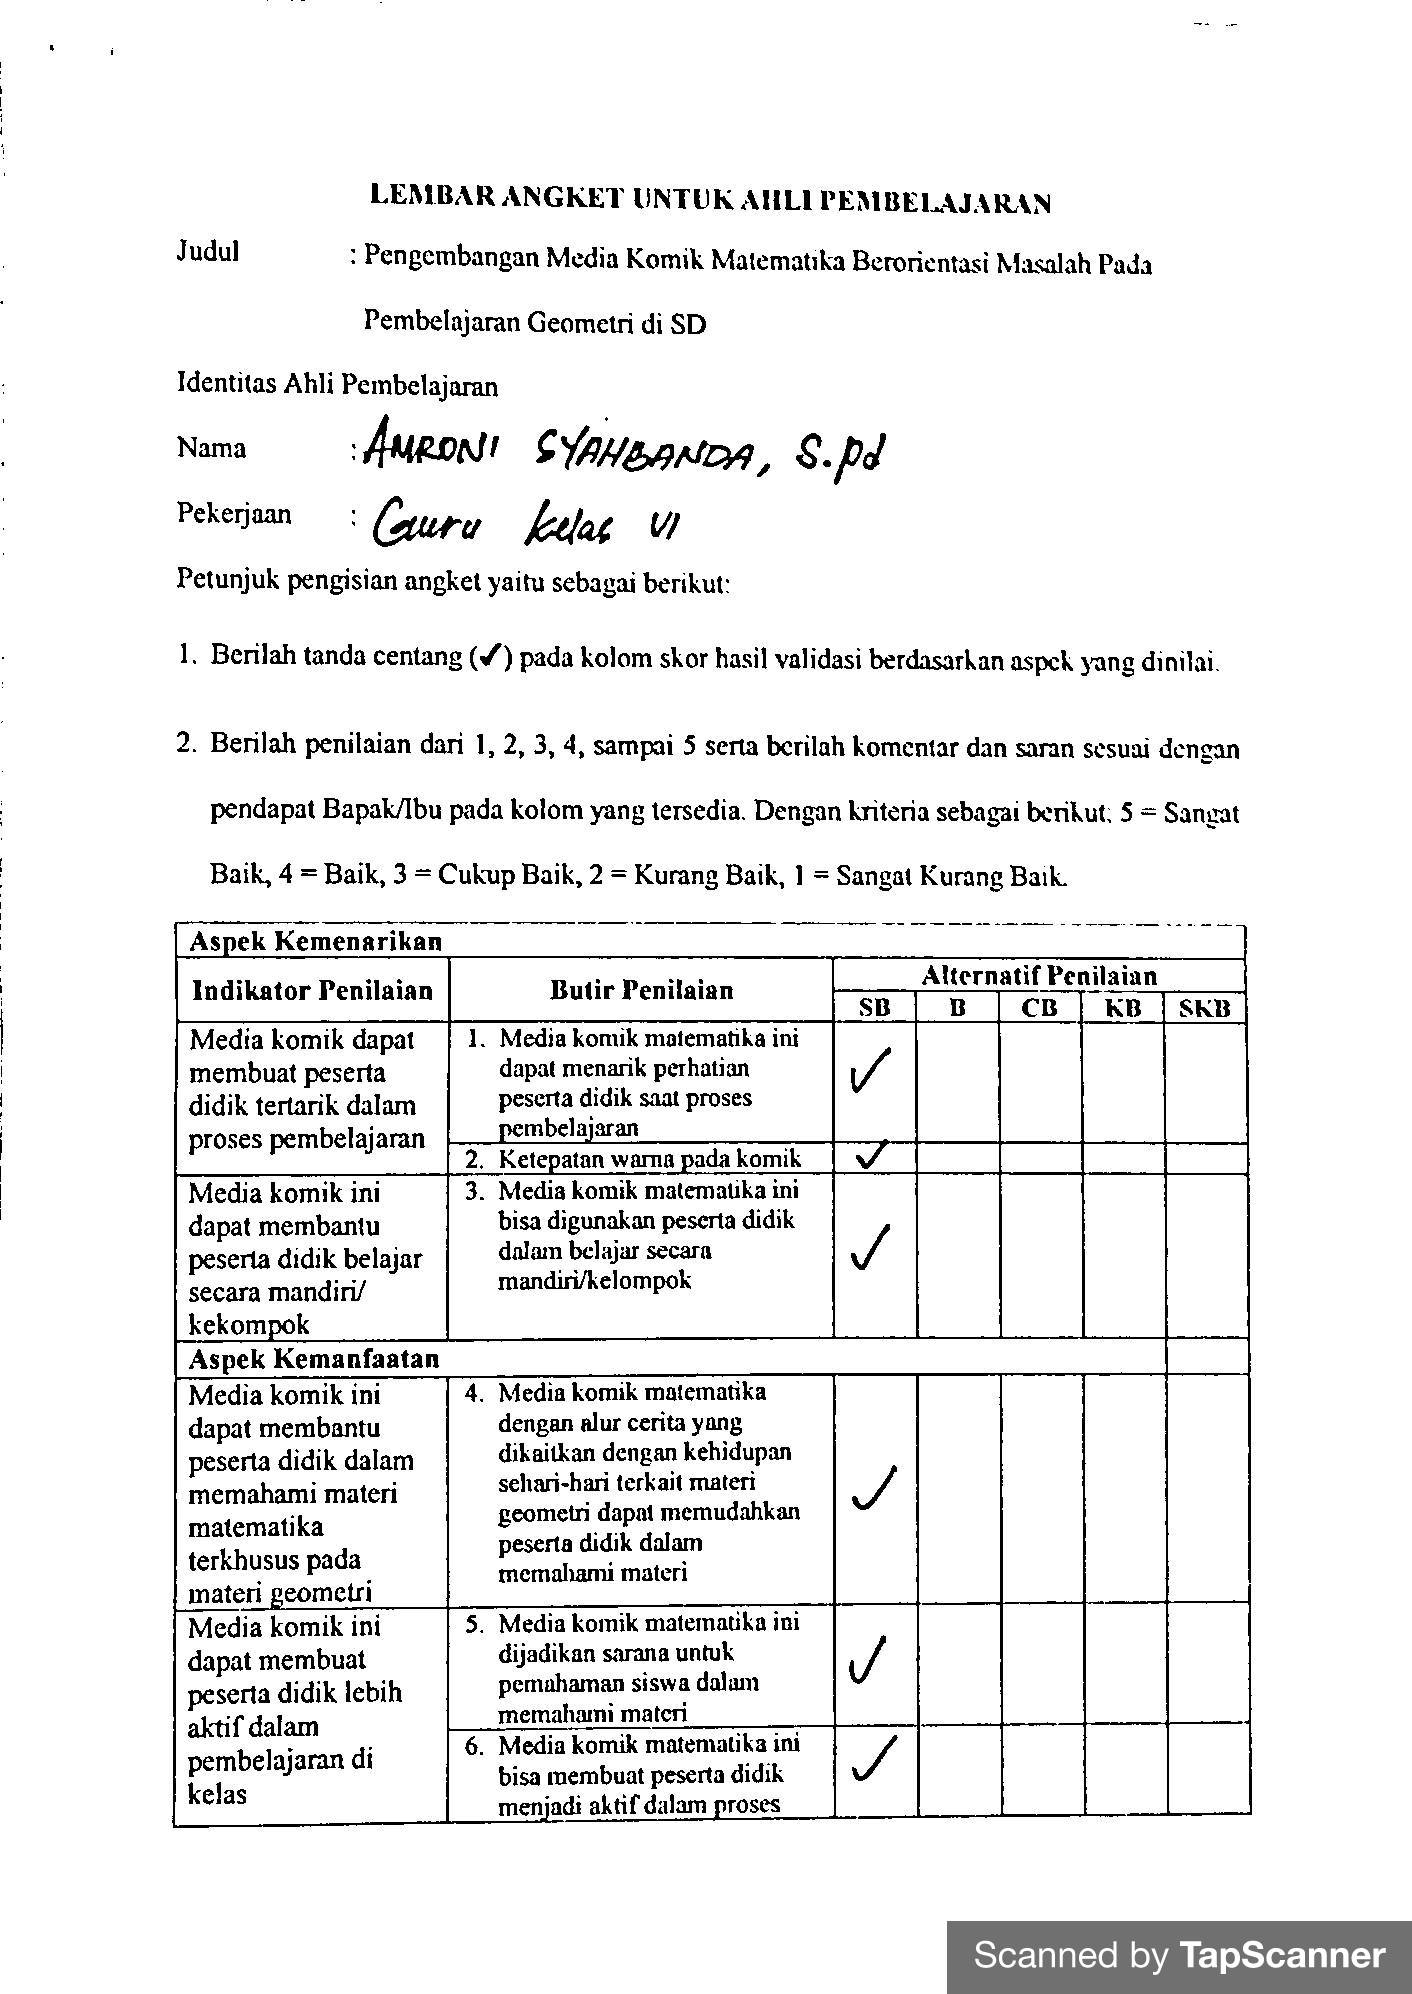 LEMBAR ANGKET UNTUK AHLI PEMBELAJARAN
Judul : Pengembangan Media Komik Matematika Berorientasi Masalah Pada
Pembelajaran Geometri di SD
Identitas Ahli Pembelajaran
Nama : AMRONI SYAHBANDA, S.Pd
Pekerjaan : Guru kelas VI
Petunjuk pengisian angket yaitu sebagai berikut:
1. Berilah tanda centang (✓) pada kolom skor hasil validasi berdasarkan aspek yang dinilai.
2. Berilah penilaian dari 1, 2, 3, 4, sampai 5 serta berilah komentar dan saran sesuai dengan
pendapat Bapak/Ibu pada kolom yang tersedia. Dengan kriteria sebagai berikut; 5 = Sangat
Baik, 4 = Baik, 3 = Cukup Baik, 2 = Kurang Baik, 1 = Sangat Kurang Baik.
Aspek Kemenarikan
Indikator Penilaian Butir Penilaian Alternatif Penilaian
SB B CB KB SKB
Media komik dapat
membuat peserta
didik tertarik dalam
proses pembelajaran
1. Media komik matematika ini
dapat menarik perhatian
peserta didik saat proses
pembelajaran
✓
2. Ketepatan warna pada komik ✓
Media komik ini
dapat membantu
peserta didik belajar
secara mandiri/
kekompok
3. Media komik matematika ini
bisa digunakan peserta didik
dalam belajar secara
mandiri/kelompok
✓
Aspek Kemanfaatan
Media komik ini
dapat membantu
peserta didik dalam
memahami materi
matematika
terkhusus pada
materi geometri
4. Media komik matematika
dengan alur cerita yang
dikaitkan dengan kehidupan
sehari-hari terkait materi
geometri dapat memudahkan
peserta didik dalam
memahami materi
✓
Media komik ini
dapat membuat
peserta didik lebih
aktif dalam
pembelajaran di
kelas
5. Media komik matematika ini
dijadikan sarana untuk
pemahaman siswa dalam
memahami materi
✓
6. Media komik matematika ini
bisa membuat peserta didik
menjadi aktif dalam proses
✓
Scanned by TapScanner